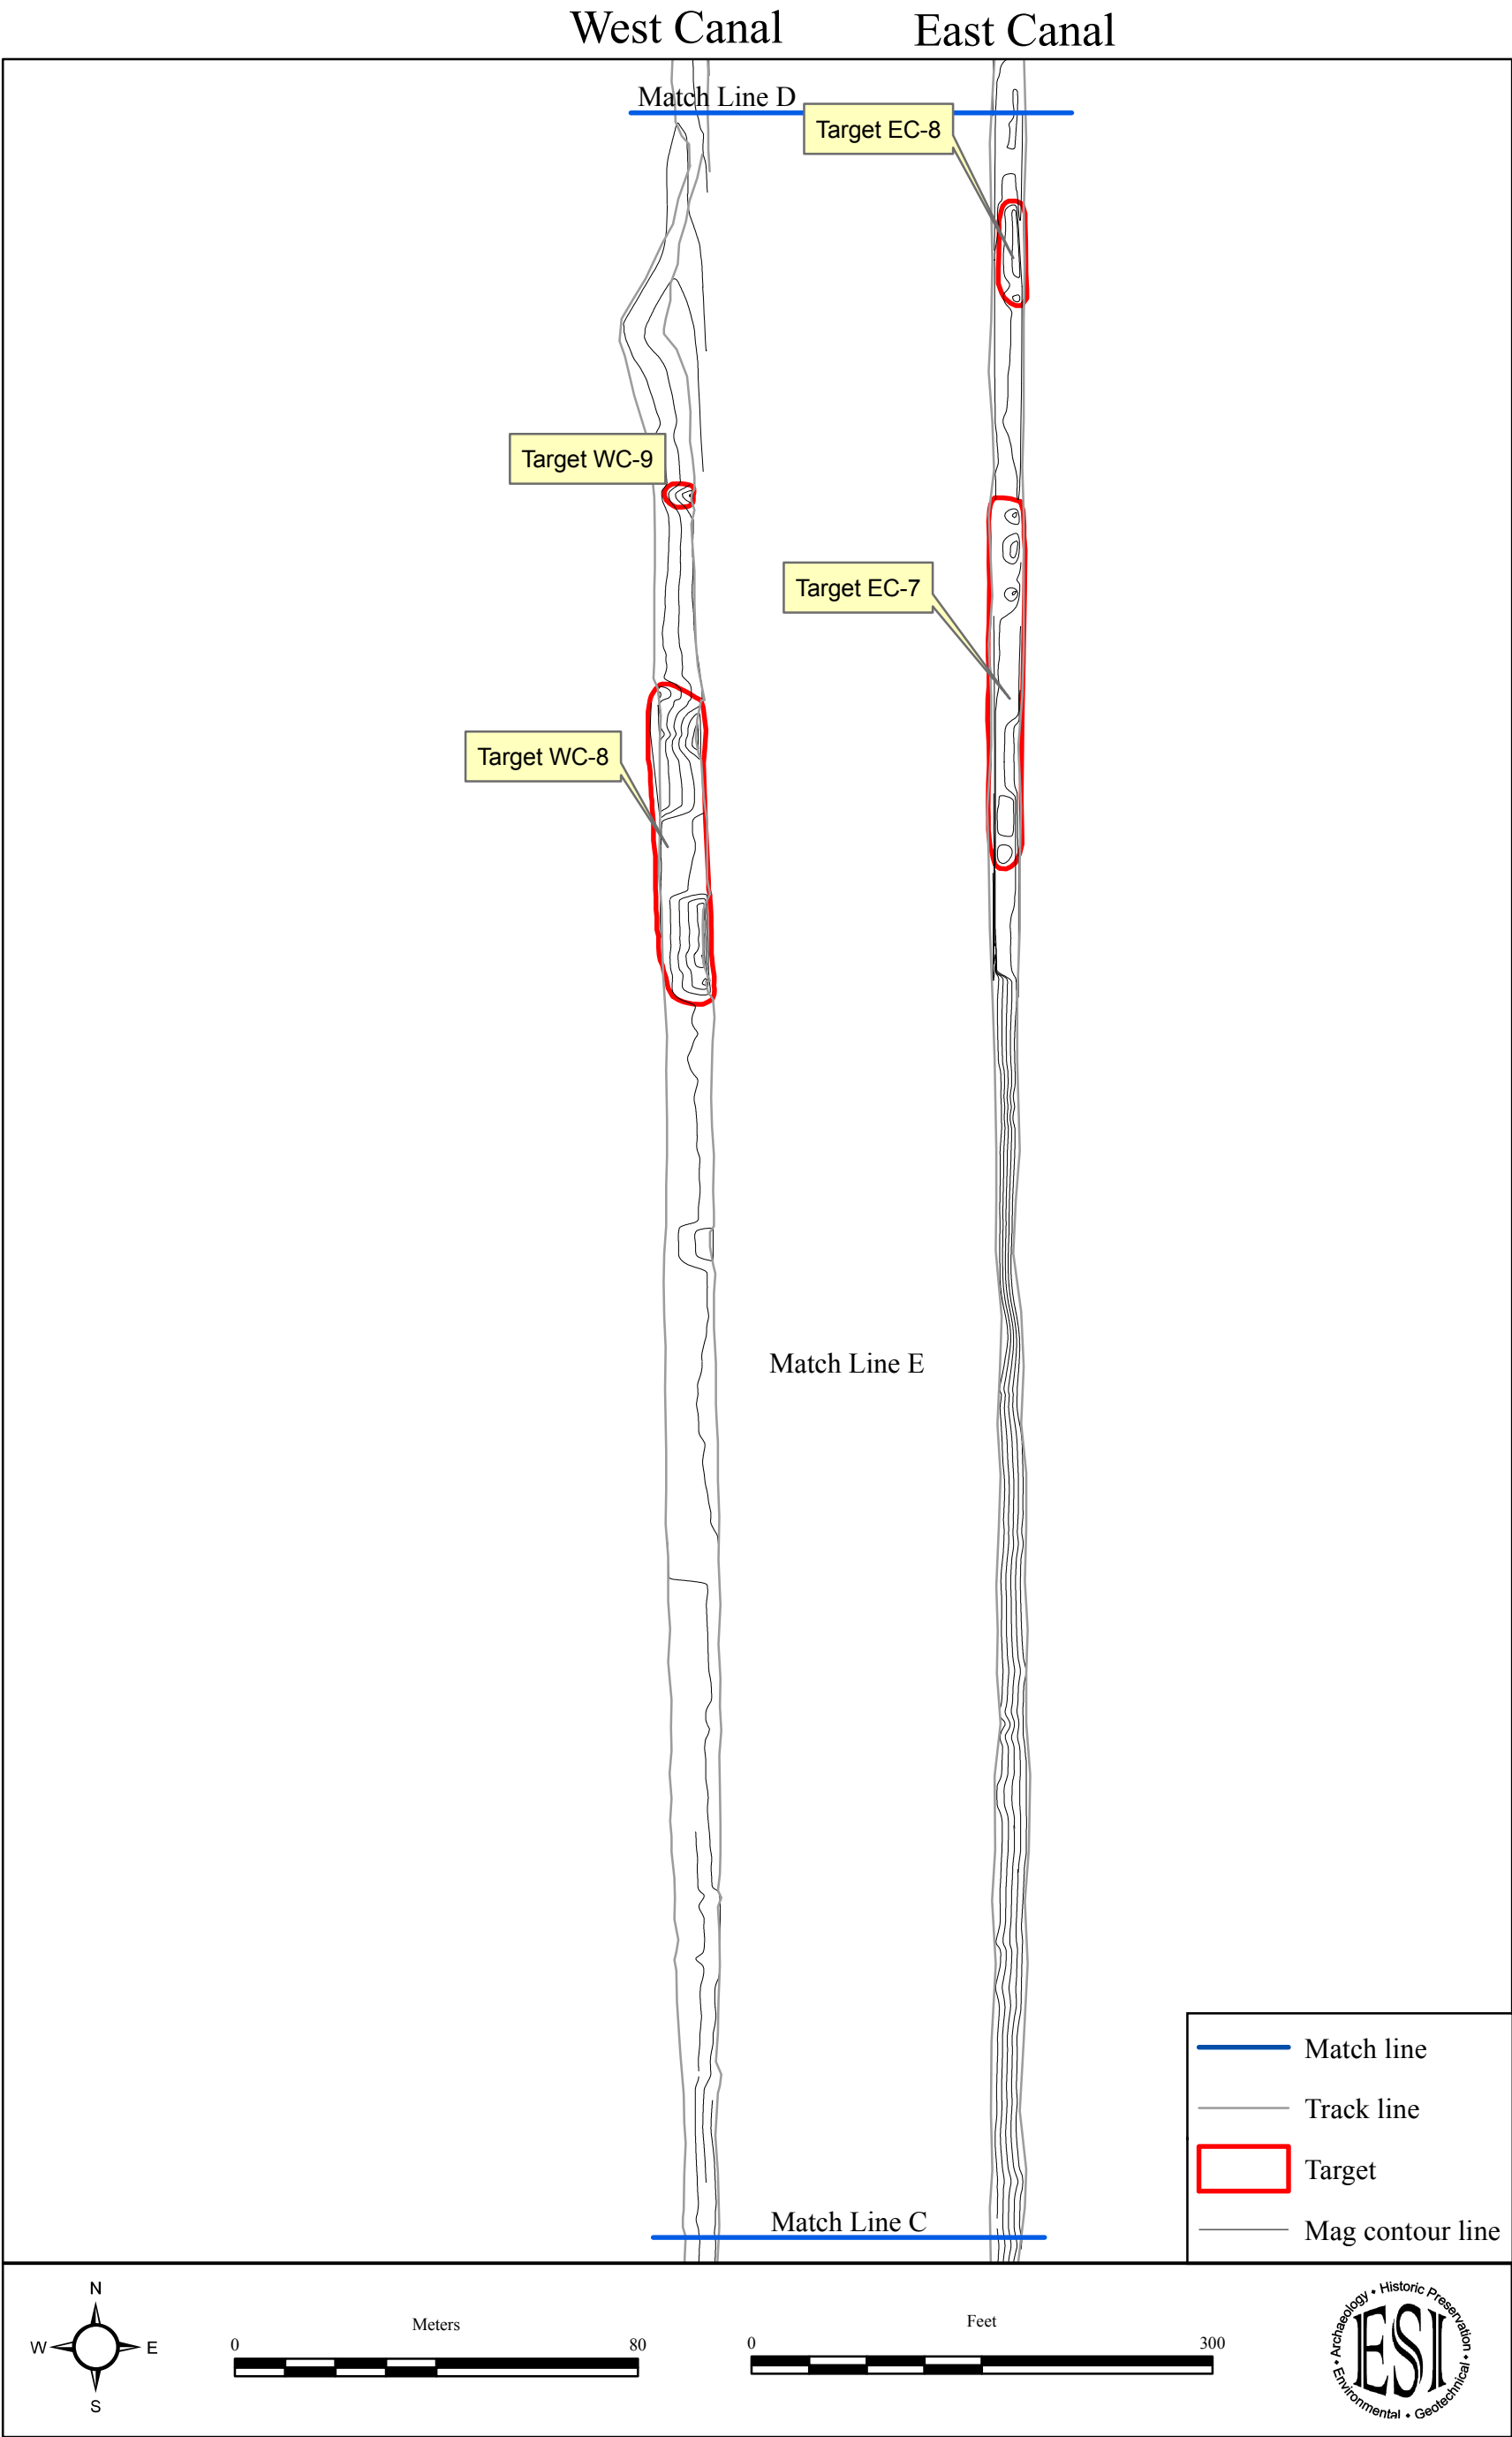 West Canal
East Canal
Match Line D
Target EC-8
Target WC-9
Target EC-7
Target WC-8
Match Line E
Match line
Track line
Target
Mag contour line
Match Line C
N
W
E
S
Meters
0
80
Feet
0
300
Archaeology • Historic Preservation • Geotechnical • Environmental •
ESI